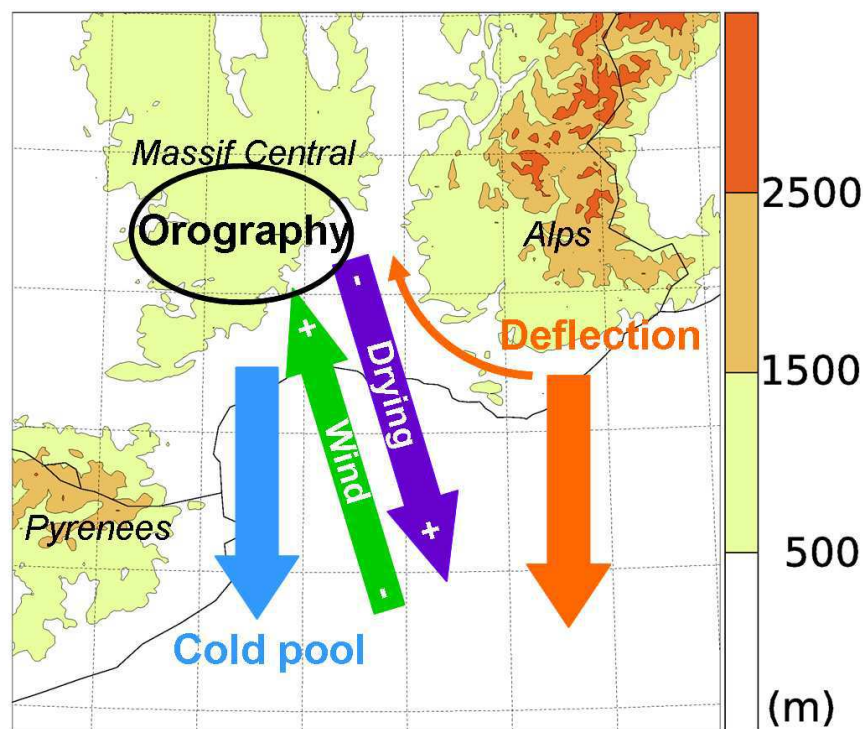 Massif Central
Orography
Alps
Deflection
-
+
Drying
Wind
+
-
Pyrenees
Cold pool
2500
1500
500
(m)